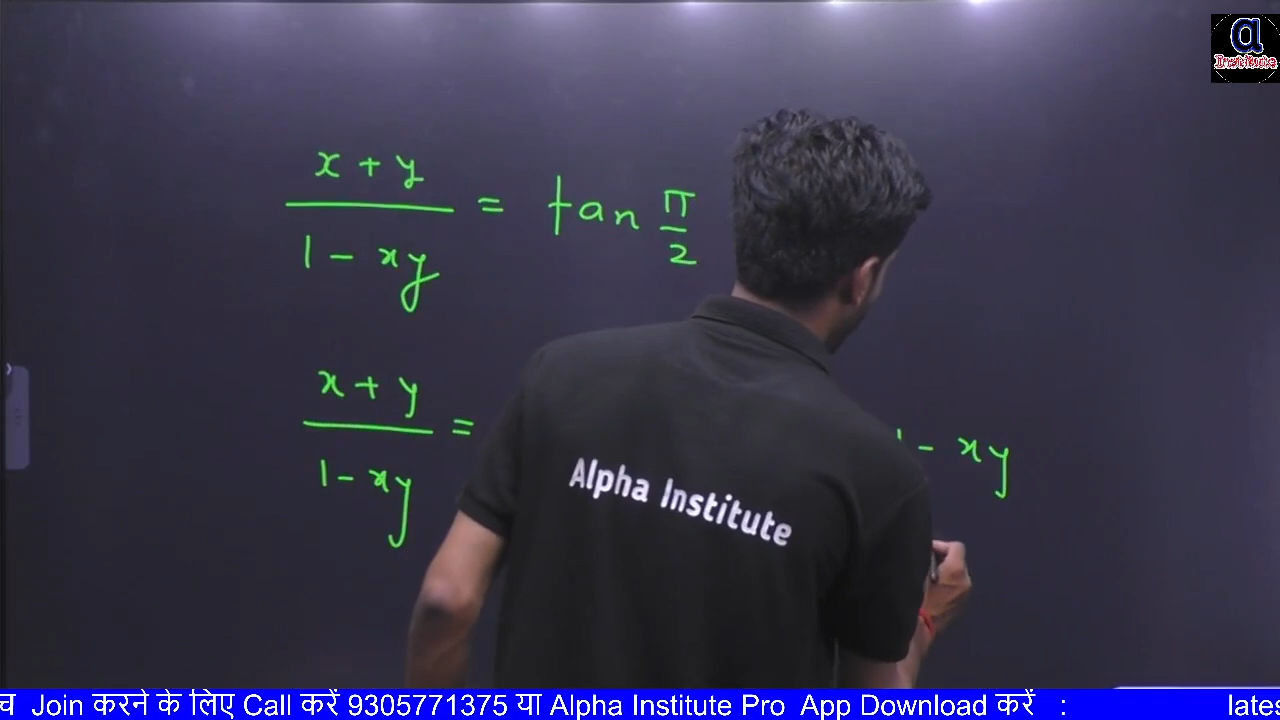 α
Institute
x + y
1 - xy
= tan π/2
x + y
1 - xy
=
1 - xy
Alpha Institute
च Join करने के लिए Call करें 9305771375 या Alpha Institute Pro App Download करें : lates